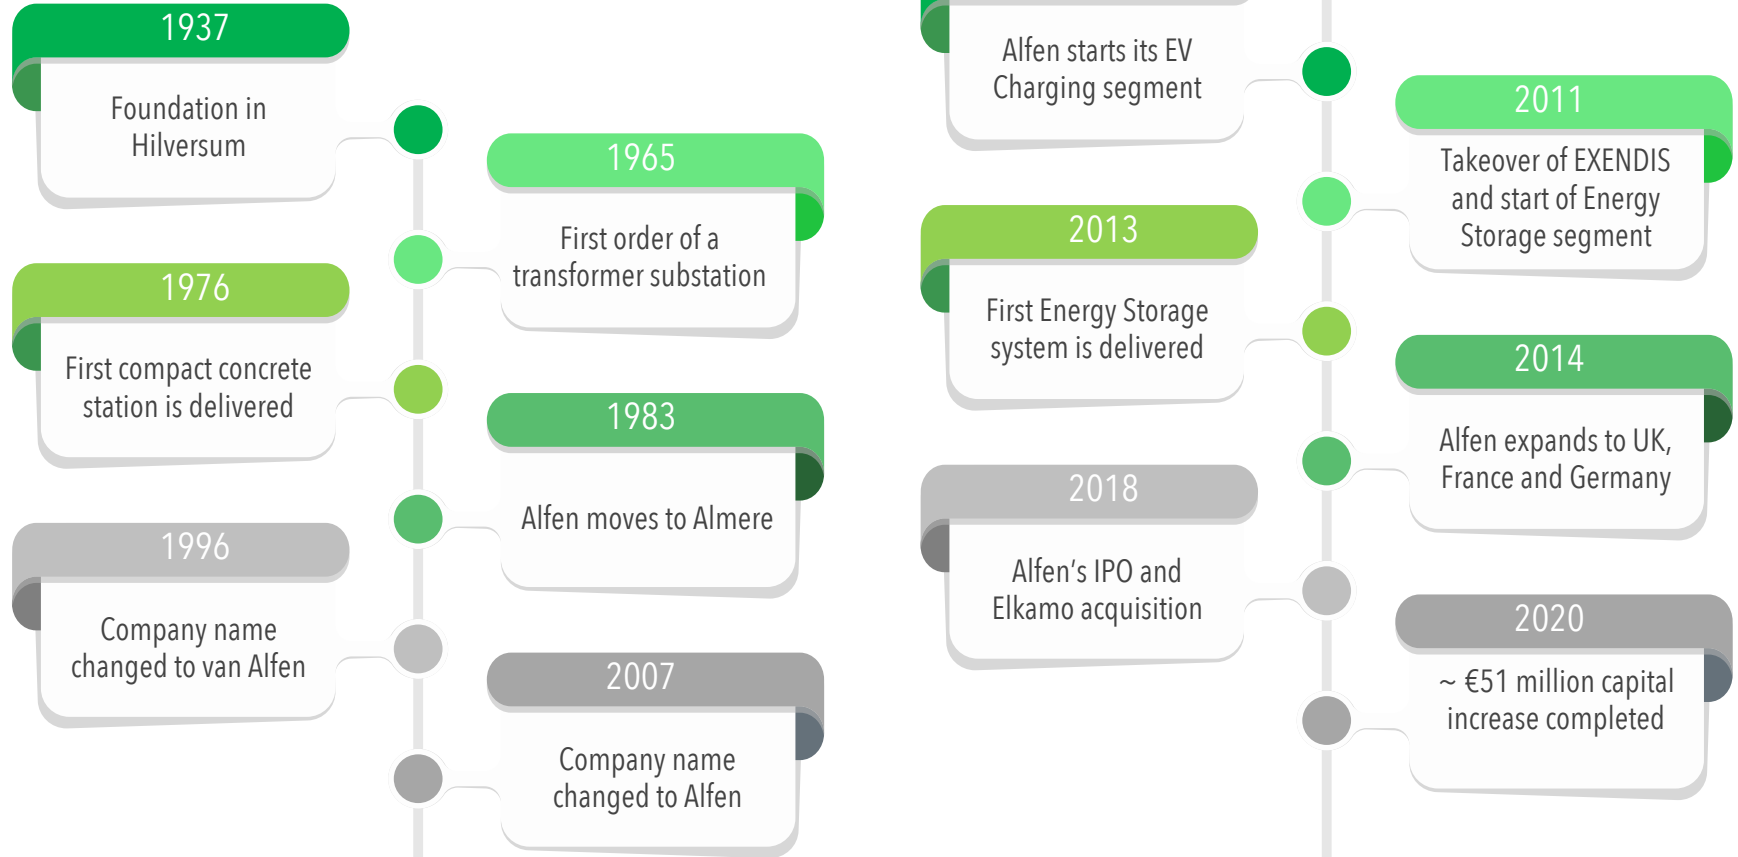 1937
Foundation in
Hilversum
1965
First order of a
transformer substation
1976
First compact concrete
station is delivered
1983
Alfen moves to Almere
1996
Company name
changed to van Alfen
2007
Company name
changed to Alfen
Alfen starts its EV
Charging segment
2011
Takeover of EXENDIS
and start of Energy
Storage segment
2013
First Energy Storage
system is delivered
2014
Alfen expands to UK,
France and Germany
2018
Alfen‘s IPO and
Elkamo acquisition
2020
~ €51 million capital
increase completed